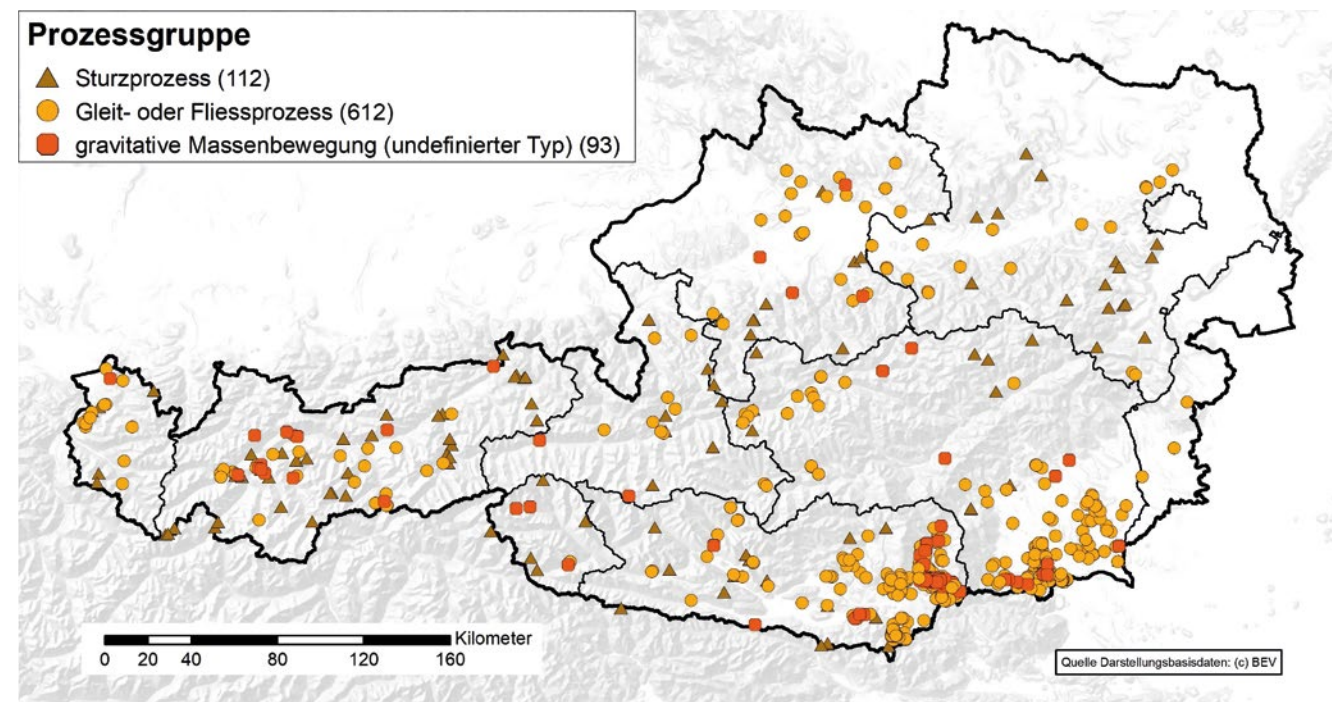 Prozessgruppe
Sturzprozess (112)
Gleit- oder Fliessprozess (612)
gravitative Massenbewegung (undefinierter Typ) (93)
Kilometer
0 20 40 80 120 160
Quelle Darstellungsbasisdaten: (c) BEV